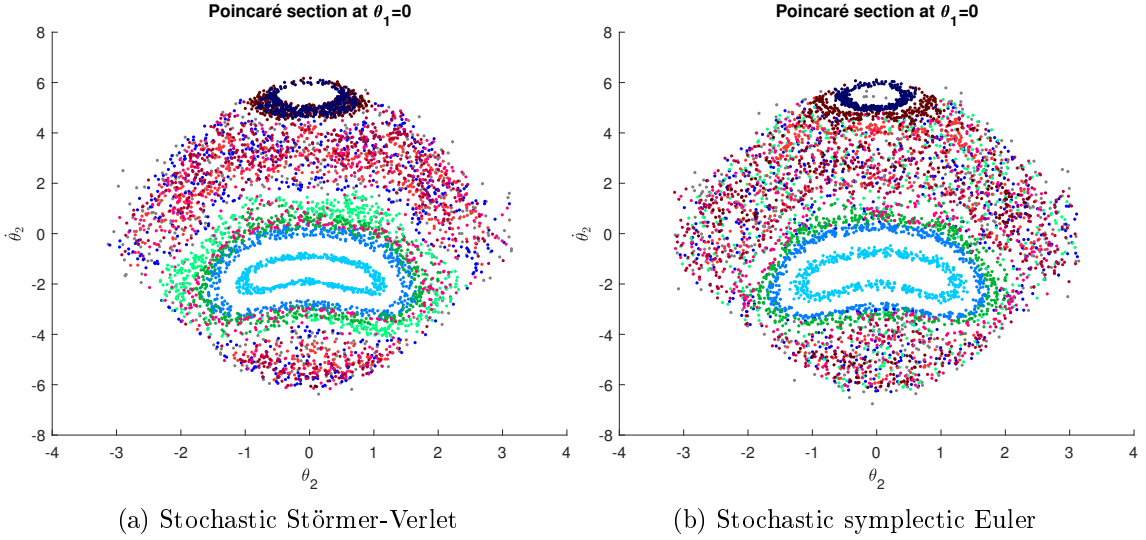 Poincaré section at θ₁=0
8
6
4
2
0
-2
-4
-6
-8
θ̇₂
-4 -3 -2 -1 0 1 2 3 4
θ₂
(a) Stochastic Störmer-Verlet
Poincaré section at θ₁=0
8
6
4
2
0
-2
-4
-6
-8
θ̇₂
-4 -3 -2 -1 0 1 2 3 4
θ₂
(b) Stochastic symplectic Euler